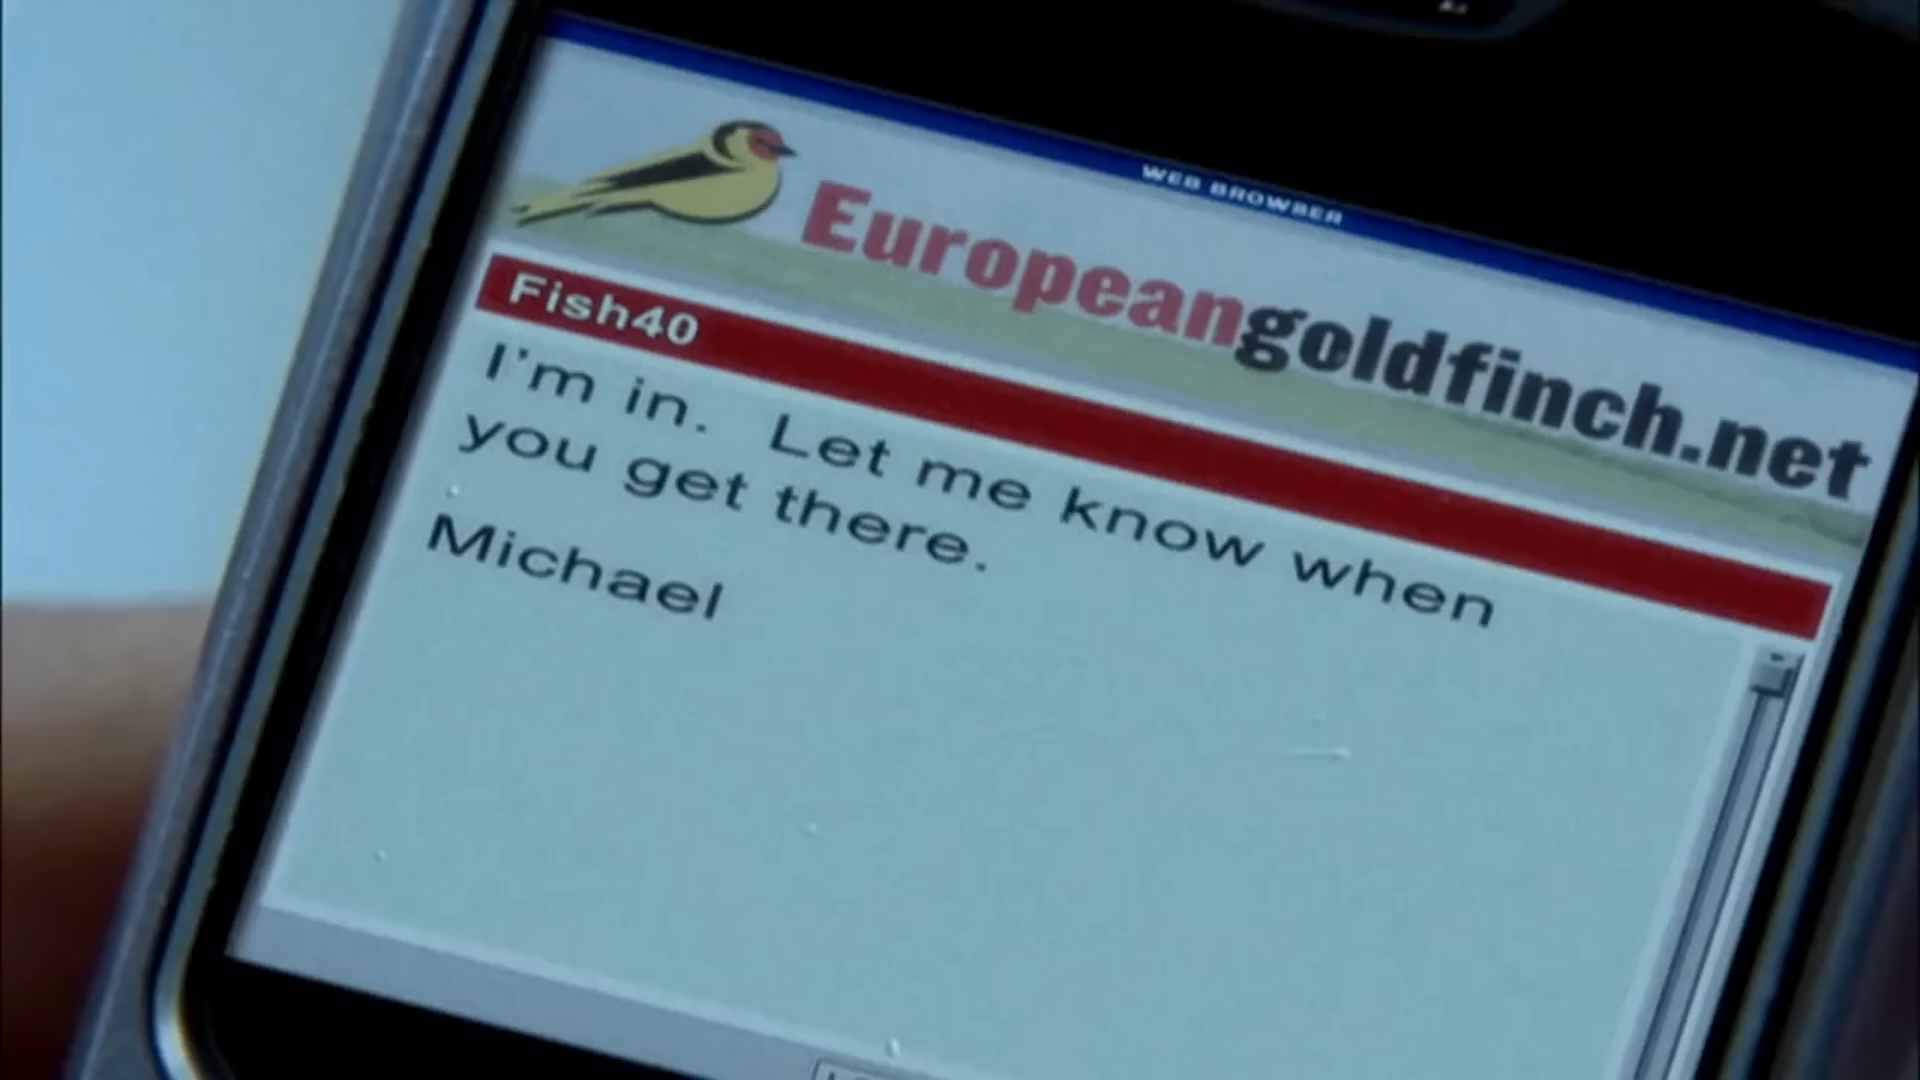 WEB BROWSER
Europeangoldfinch.net
Fish40
I'm in. Let me know when
you get there.
Michael